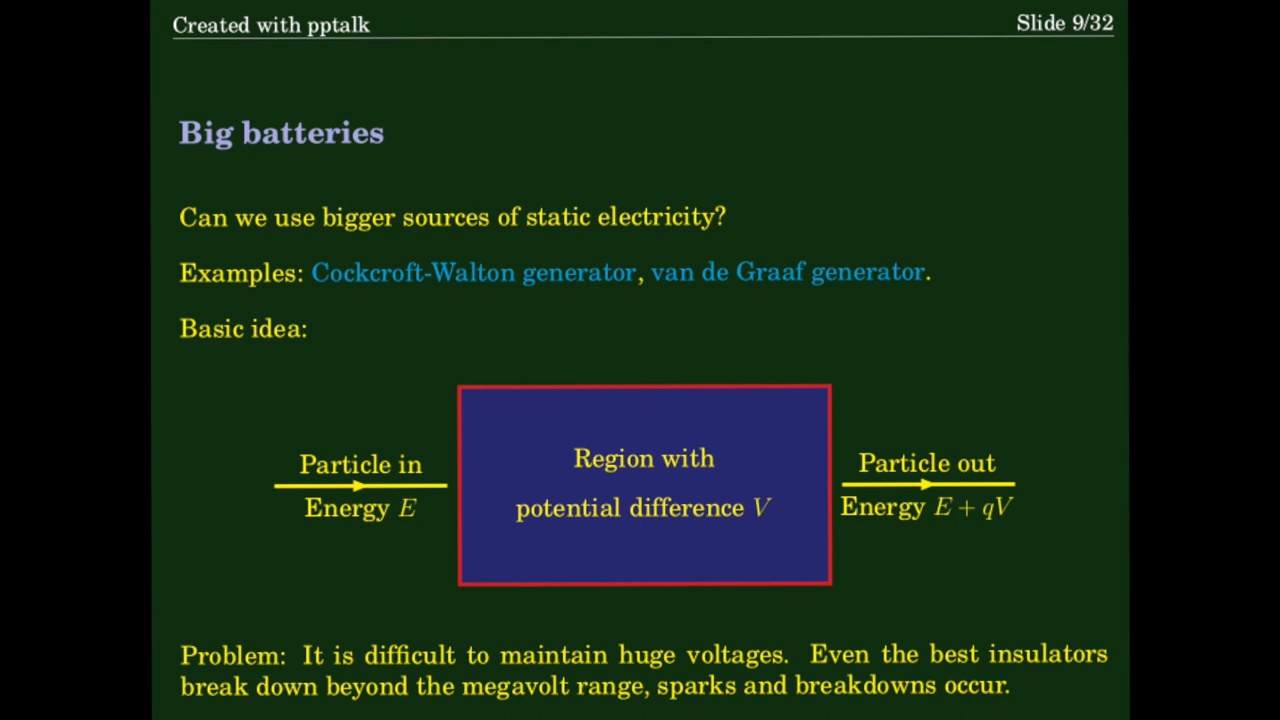 Created with pptalk
Slide 9/32
Big batteries
Can we use bigger sources of static electricity?
Examples: Cockcroft-Walton generator, van de Graaf generator.
Basic idea:
Particle in
Energy E
Region with
potential difference V
Particle out
Energy E + qV
Problem: It is difficult to maintain huge voltages. Even the best insulators
break down beyond the megavolt range, sparks and breakdowns occur.